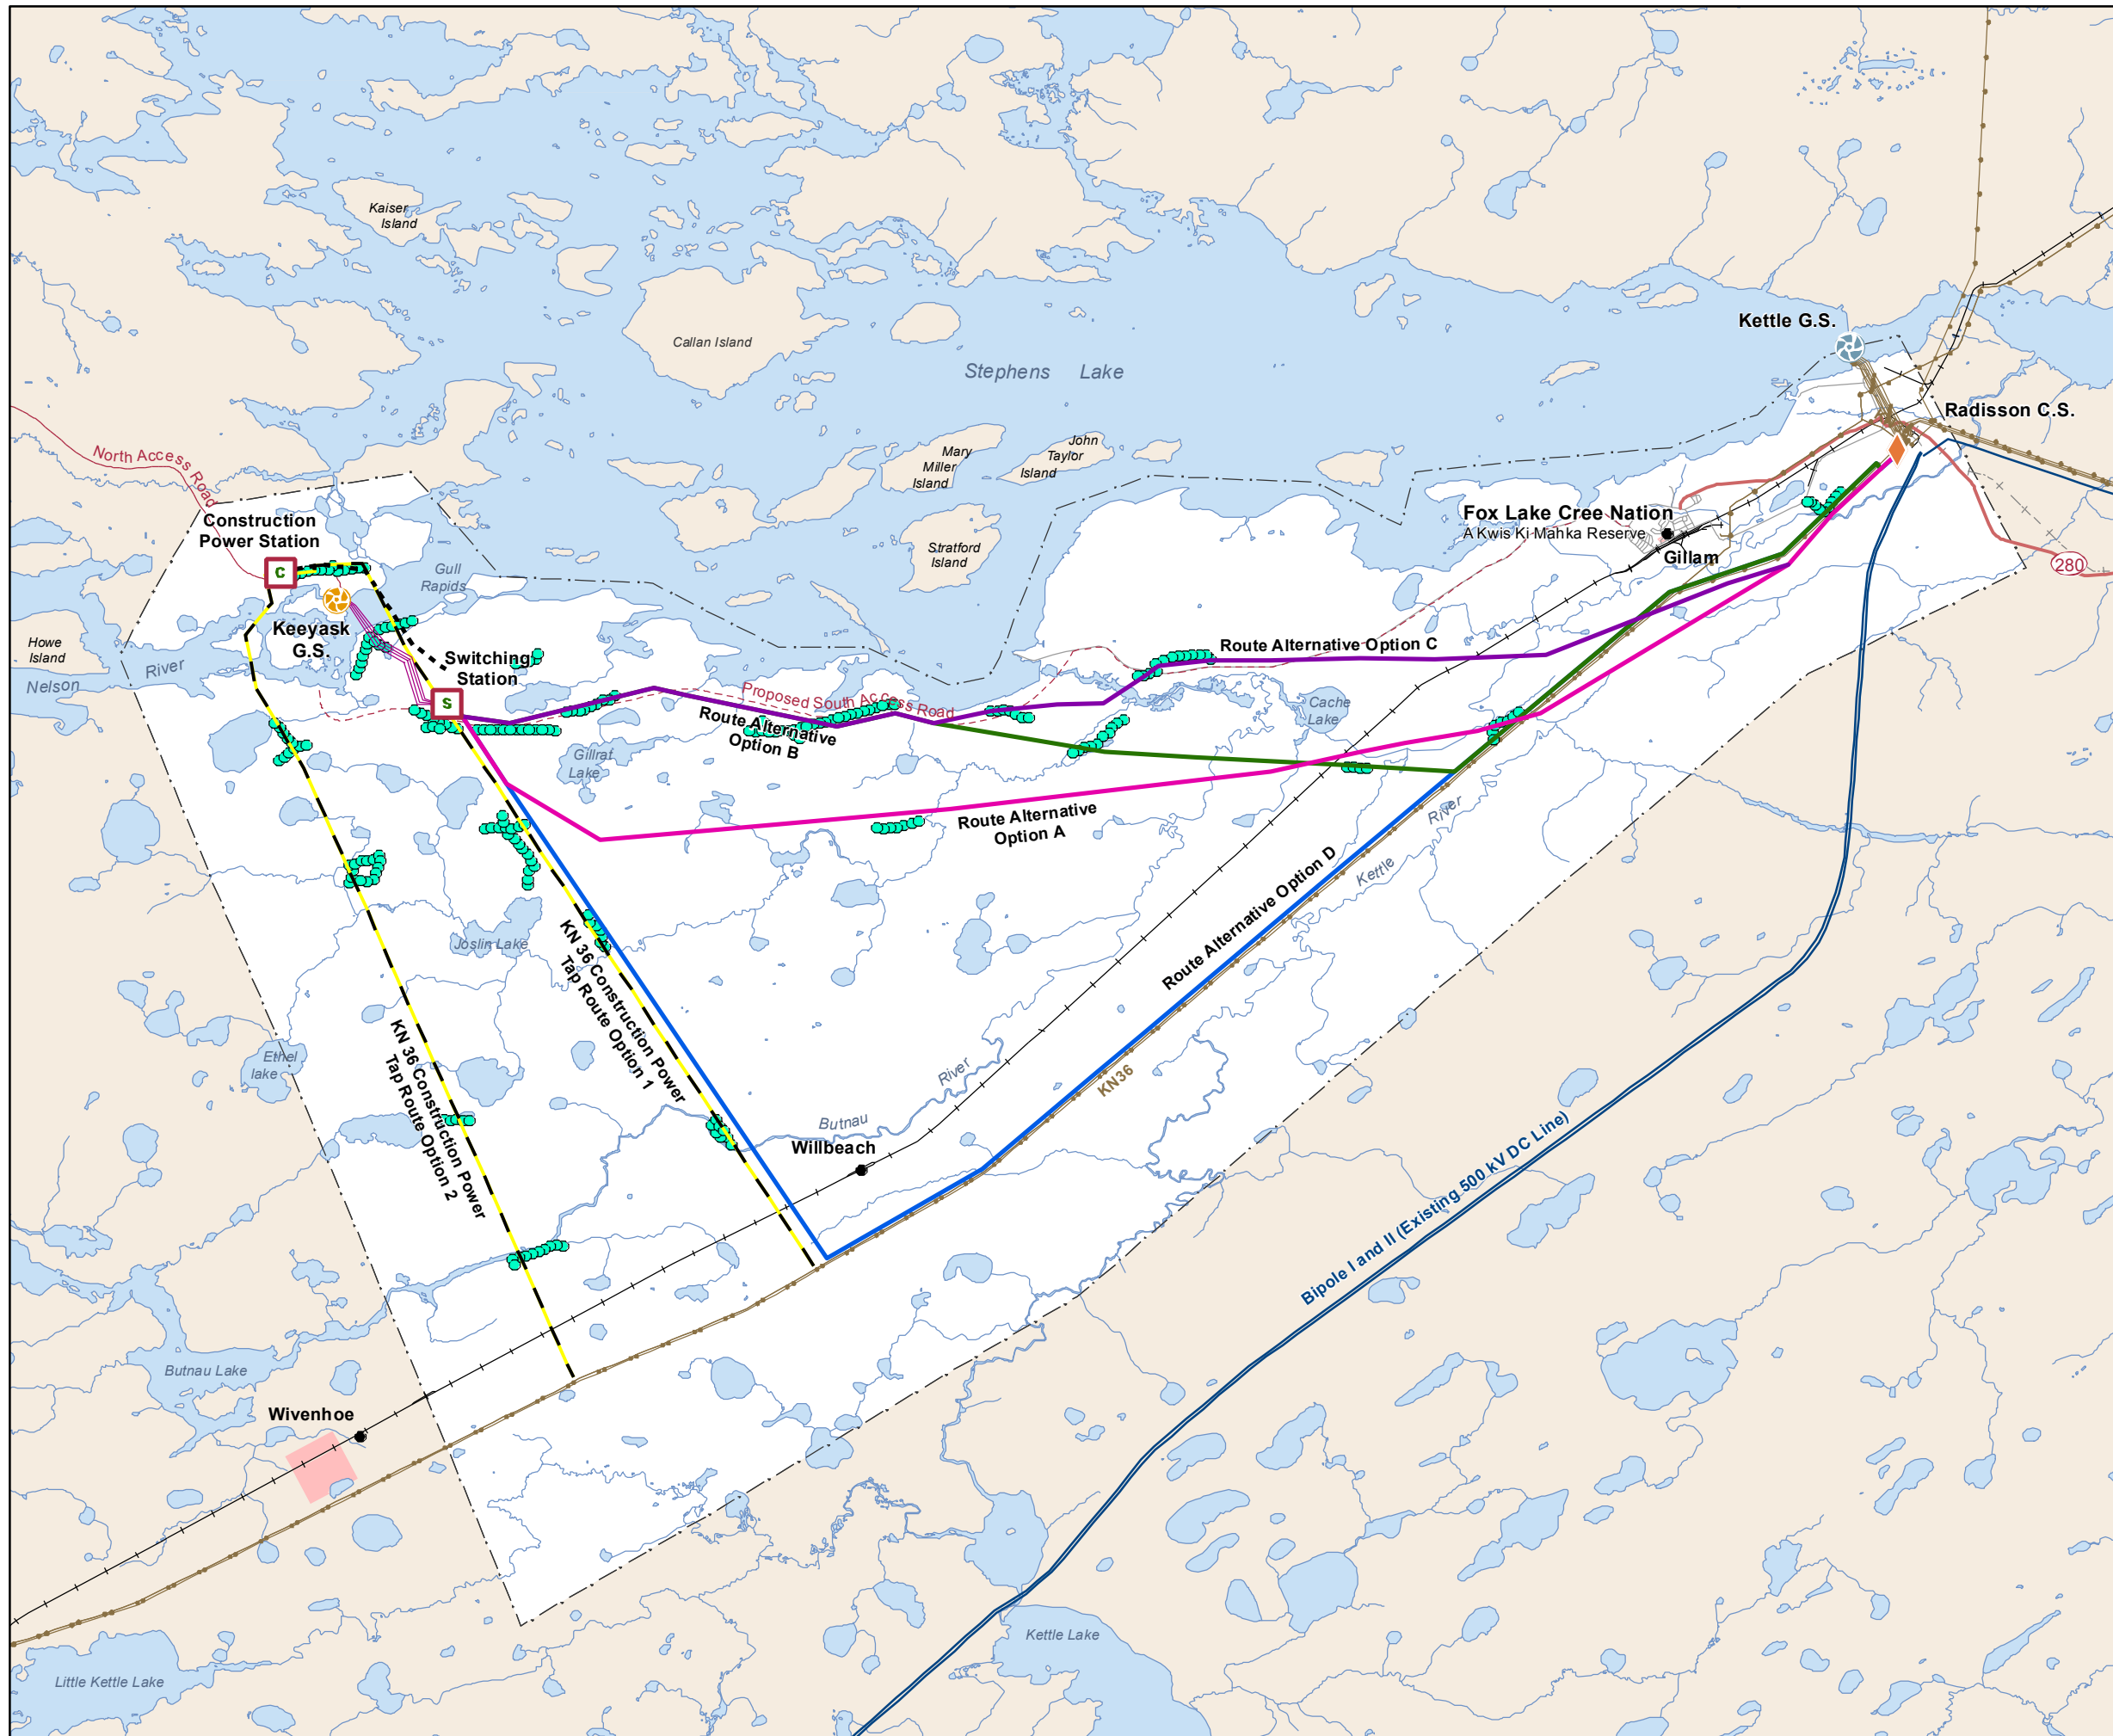 Kaiser
Island
Callan Island
Stephens Lake
Kettle G.S.
Radisson C.S.
Mary
Miller
Island
John
Taylor
Island
North Access Road
Construction
Power Station
C
Stratford
Island
Fox Lake Cree Nation
A Kwis Ki Mahka Reserve
Gillam
280
Gull
Rapids
Keeyask
G.S.
Howe
Island
River
Nelson
Switching
Station
S
Proposed South Access Road
Route Alternative Option C
Route Alternative
Option B
Cache
Lake
Gillrat
Lake
Route Alternative
Option A
River
Kettle
Route Alternative Option D
Joslin Lake
KN 36 Construction Power
Tap Route Option 1
KN 36 Construction Power
Tap Route Option 2
Ethel
lake
River
Butnau
KN36
Willbeach
Bipole I and II (Existing 500 kV DC Line)
Butnau Lake
Wivenhoe
Kettle Lake
Little Kettle Lake